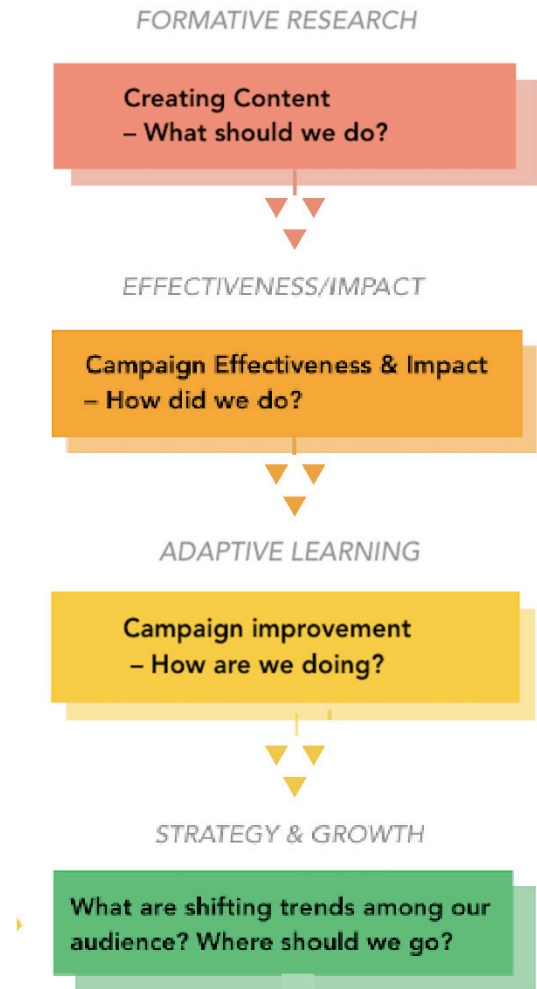 FORMATIVE RESEARCH
Creating Content
– What should we do?
EFFECTIVENESS/IMPACT
Campaign Effectiveness & Impact
– How did we do?
ADAPTIVE LEARNING
Campaign improvement
– How are we doing?
STRATEGY & GROWTH
What are shifting trends among our
audience? Where should we go?